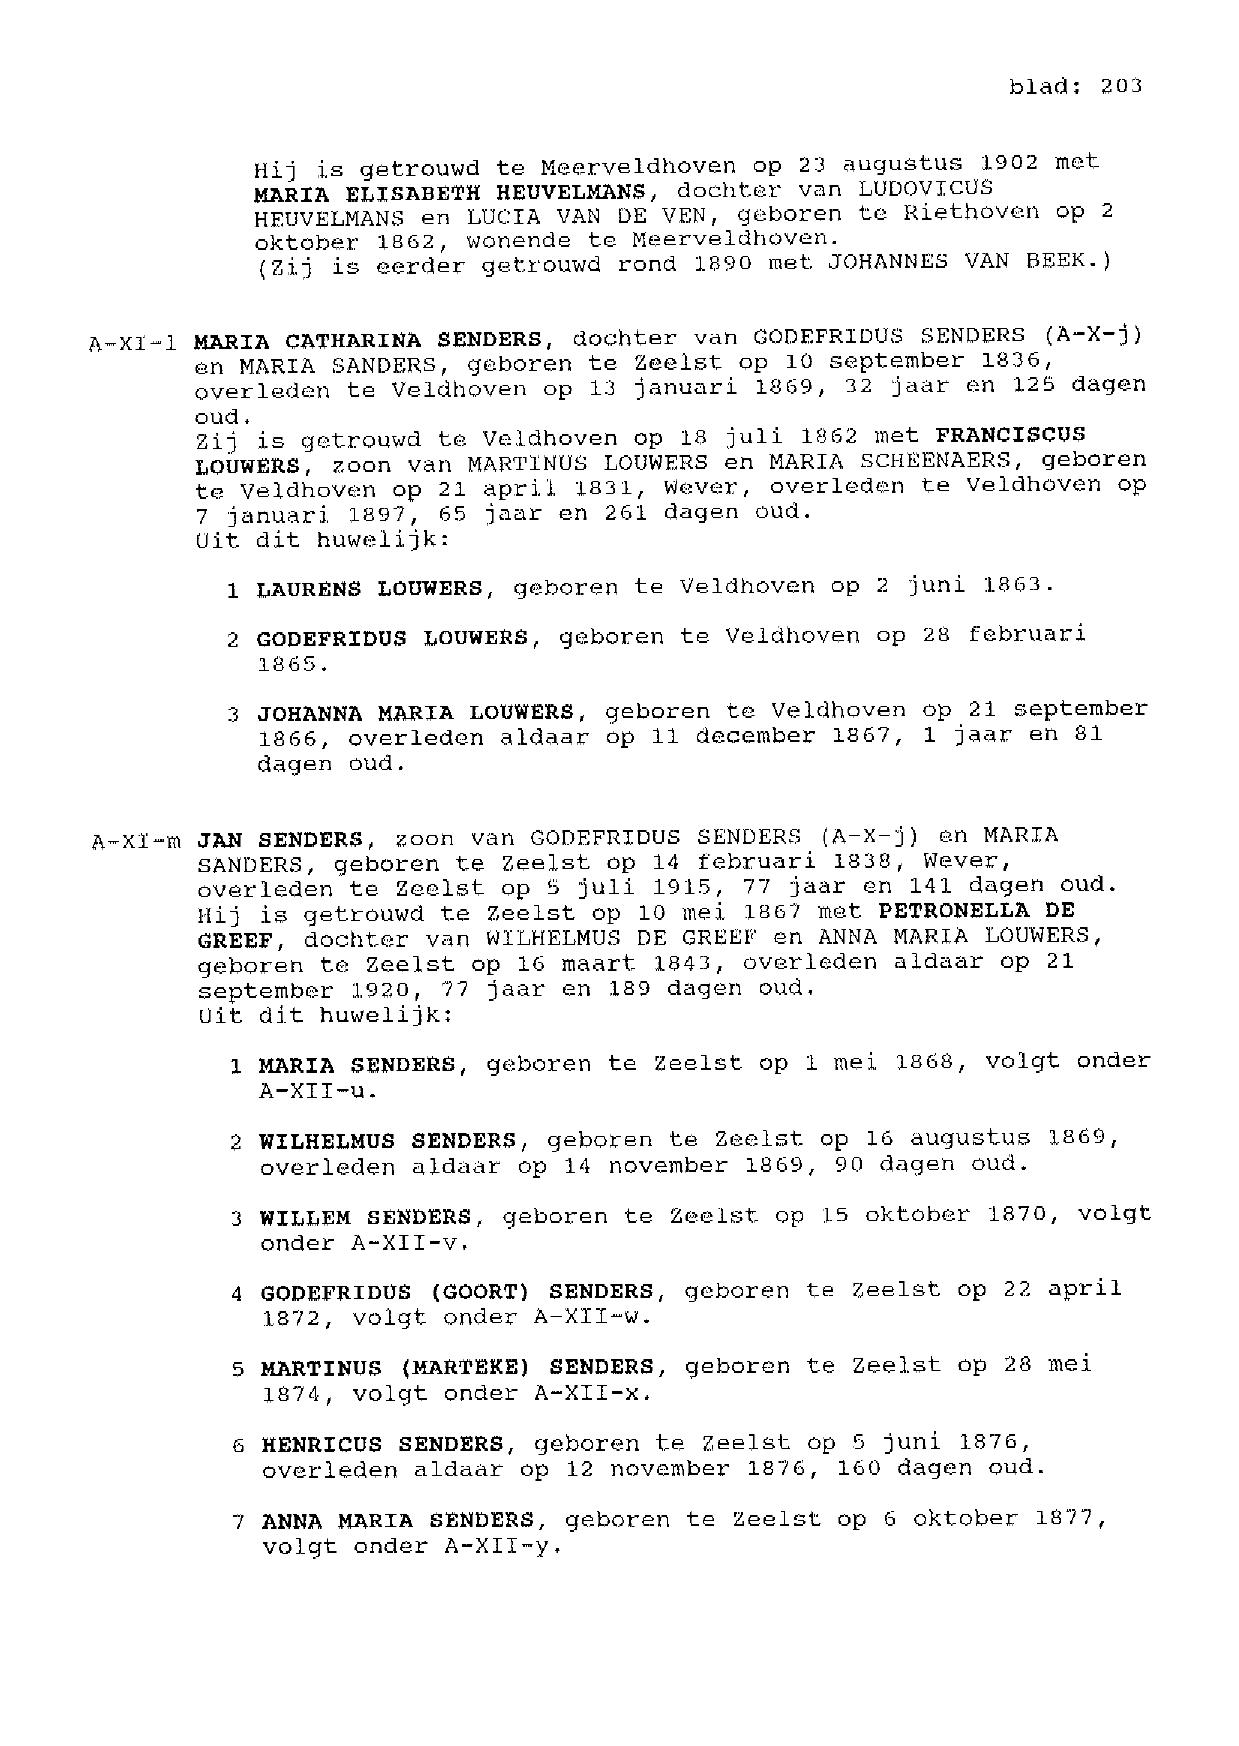 blad: 203
Hij is getrouwd te Meerveldhoven op 23 augustus 1902 met
MARIA ELISABETH HEUVELMANS, dochter van LUDOVICUS
HEUVELMANS en LUCIA VAN DE VEN, geboren te Riethoven op 2
oktober 1862, wonende te Meerveldhoven.
(Zij is eerder getrouwd rond 1890 met JOHANNES VAN BEEK.)
A-XI-l MARIA CATHARINA SENDERS, dochter van GODEFRIDUS SENDERS (A-X-j)
en MARIA SANDERS, geboren te Zeelst op 10 september 1836,
overleden te Veldhoven op 13 januari 1869, 32 jaar en 125 dagen
oud.
Zij is getrouwd te Veldhoven op 18 juli 1862 met FRANCISCUS
LOUWERS, zoon van MARTINUS LOUWERS en MARIA SCHEENAERS, geboren
te Veldhoven op 21 april 1831, Wever, overleden te Veldhoven op
7 januari 1897, 65 jaar en 261 dagen oud.
Uit dit huwelijk:
1 LAURENS LOUWERS, geboren te Veldhoven op 2 juni 1863.
2 GODEFRIDUS LOUWERS, geboren te Veldhoven op 28 februari
1865.
3 JOHANNA MARIA LOUWERS, geboren te Veldhoven op 21 september
1866, overleden aldaar op 11 december 1867, 1 jaar en 81
dagen oud.
A-XI-m JAN SENDERS, zoon van GODEFRIDUS SENDERS (A-X-j) en MARIA
SANDERS, geboren te Zeelst op 14 februari 1838, Wever,
overleden te Zeelst op 5 juli 1915, 77 jaar en 141 dagen oud.
Hij is getrouwd te Zeelst op 10 mei 1867 met PETRONELLA DE
GREEF, dochter van WILHELMUS DE GREEF en ANNA MARIA LOUWERS,
geboren te Zeelst op 16 maart 1843, overleden aldaar op 21
september 1920, 77 jaar en 189 dagen oud.
Uit dit huwelijk:
1 MARIA SENDERS, geboren te Zeelst op 1 mei 1868, volgt onder
A-XII-u.
2 WILHELMUS SENDERS, geboren te Zeelst op 16 augustus 1869,
overleden aldaar op 14 november 1869, 90 dagen oud.
3 WILLEM SENDERS, geboren te Zeelst op 15 oktober 1870, volgt
onder A-XII-v.
4 GODEFRIDUS (GOORT) SENDERS, geboren te Zeelst op 22 april
1872, volgt onder A-XII-w.
5 MARTINUS (MARTEKE) SENDERS, geboren te Zeelst op 28 mei
1874, volgt onder A-XII-x.
6 HENRICUS SENDERS, geboren te Zeelst op 5 juni 1876,
overleden aldaar op 12 november 1876, 160 dagen oud.
7 ANNA MARIA SENDERS, geboren te Zeelst op 6 oktober 1877,
volgt onder A-XII-y.